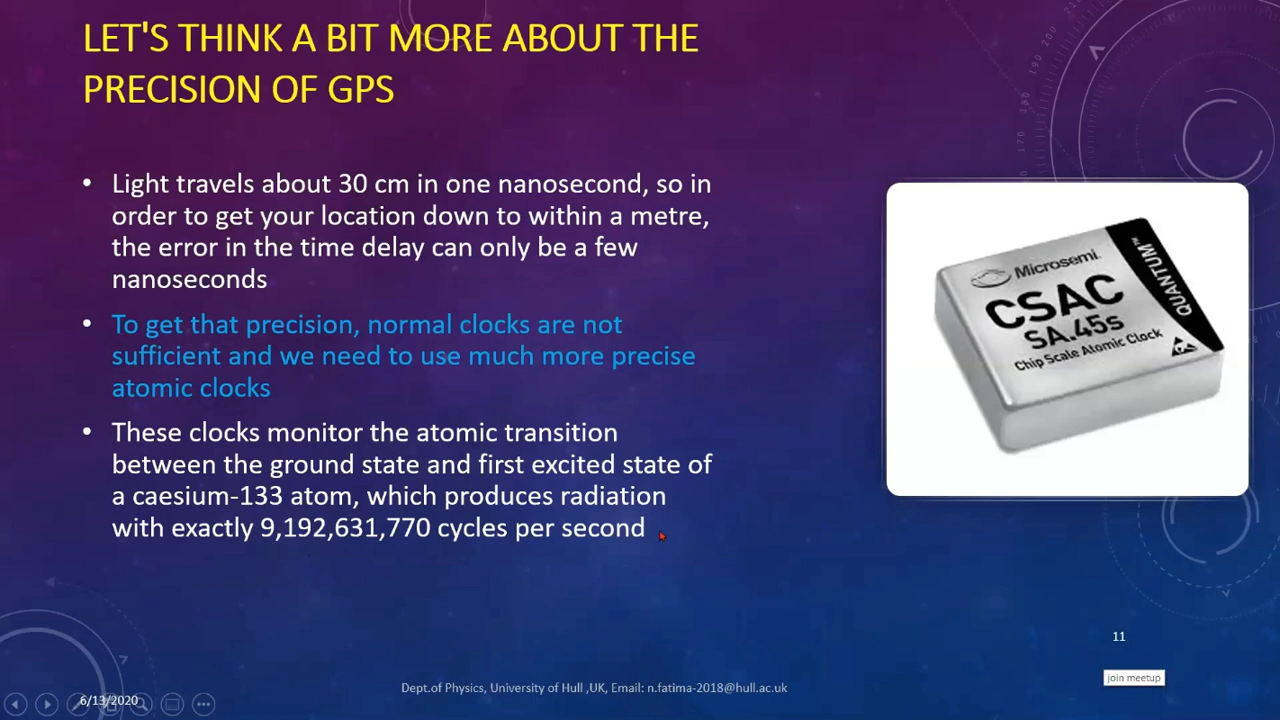 LET'S THINK A BIT MORE ABOUT THE
PRECISION OF GPS
• Light travels about 30 cm in one nanosecond, so in
order to get your location down to within a metre,
the error in the time delay can only be a few
nanoseconds
• To get that precision, normal clocks are not
sufficient and we need to use much more precise
atomic clocks
• These clocks monitor the atomic transition
between the ground state and first excited state of
a caesium-133 atom, which produces radiation
with exactly 9,192,631,770 cycles per second
Microsemi.
CSAC
SA.45s
Chip Scale Atomic Clock
QUANTUM™
200
190
180
170
11
join meetup
Dept.of Physics, University of Hull ,UK, Email: n.fatima-2018@hull.ac.uk
6/13/2020